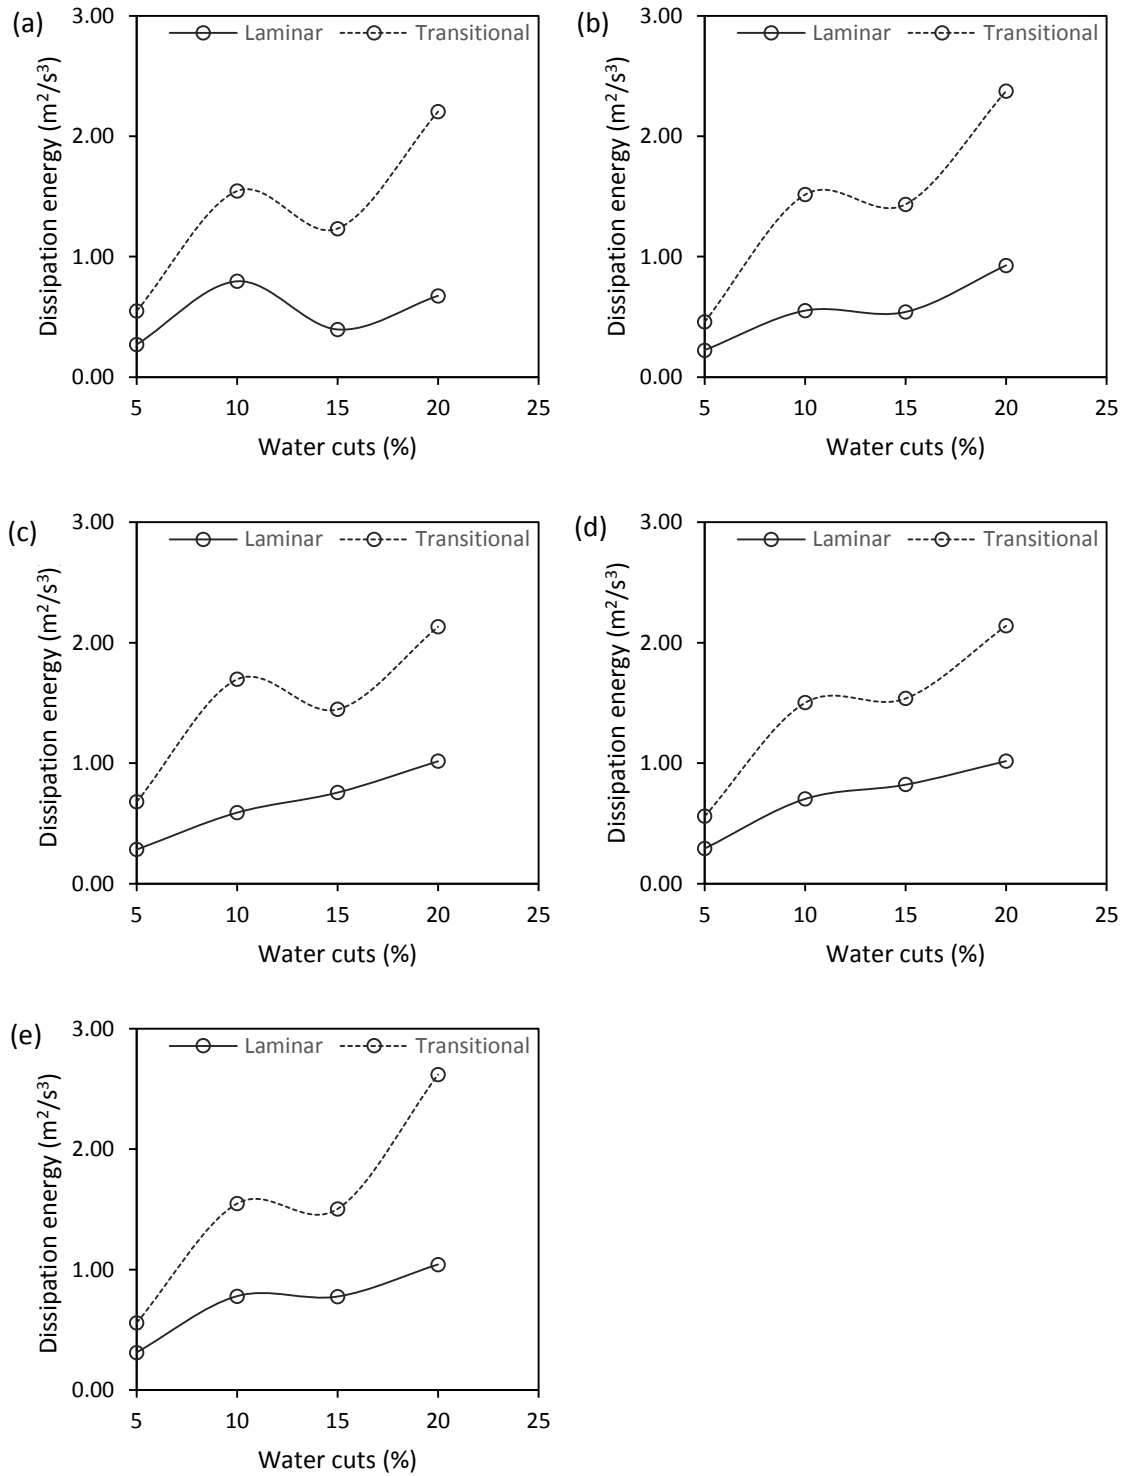 (a)
Laminar Transitional
Dissipation energy (m²/s³)
3.00
2.00
1.00
0.00
5 10 15 20 25
Water cuts (%)
(b)
Laminar Transitional
Dissipation energy (m²/s³)
3.00
2.00
1.00
0.00
5 10 15 20 25
Water cuts (%)
(c)
Laminar Transitional
Dissipation energy (m²/s³)
3.00
2.00
1.00
0.00
5 10 15 20 25
Water cuts (%)
(d)
Laminar Transitional
Dissipation energy (m²/s³)
3.00
2.00
1.00
0.00
5 10 15 20 25
Water cuts (%)
(e)
Laminar Transitional
Dissipation energy (m²/s³)
3.00
2.00
1.00
0.00
5 10 15 20 25
Water cuts (%)